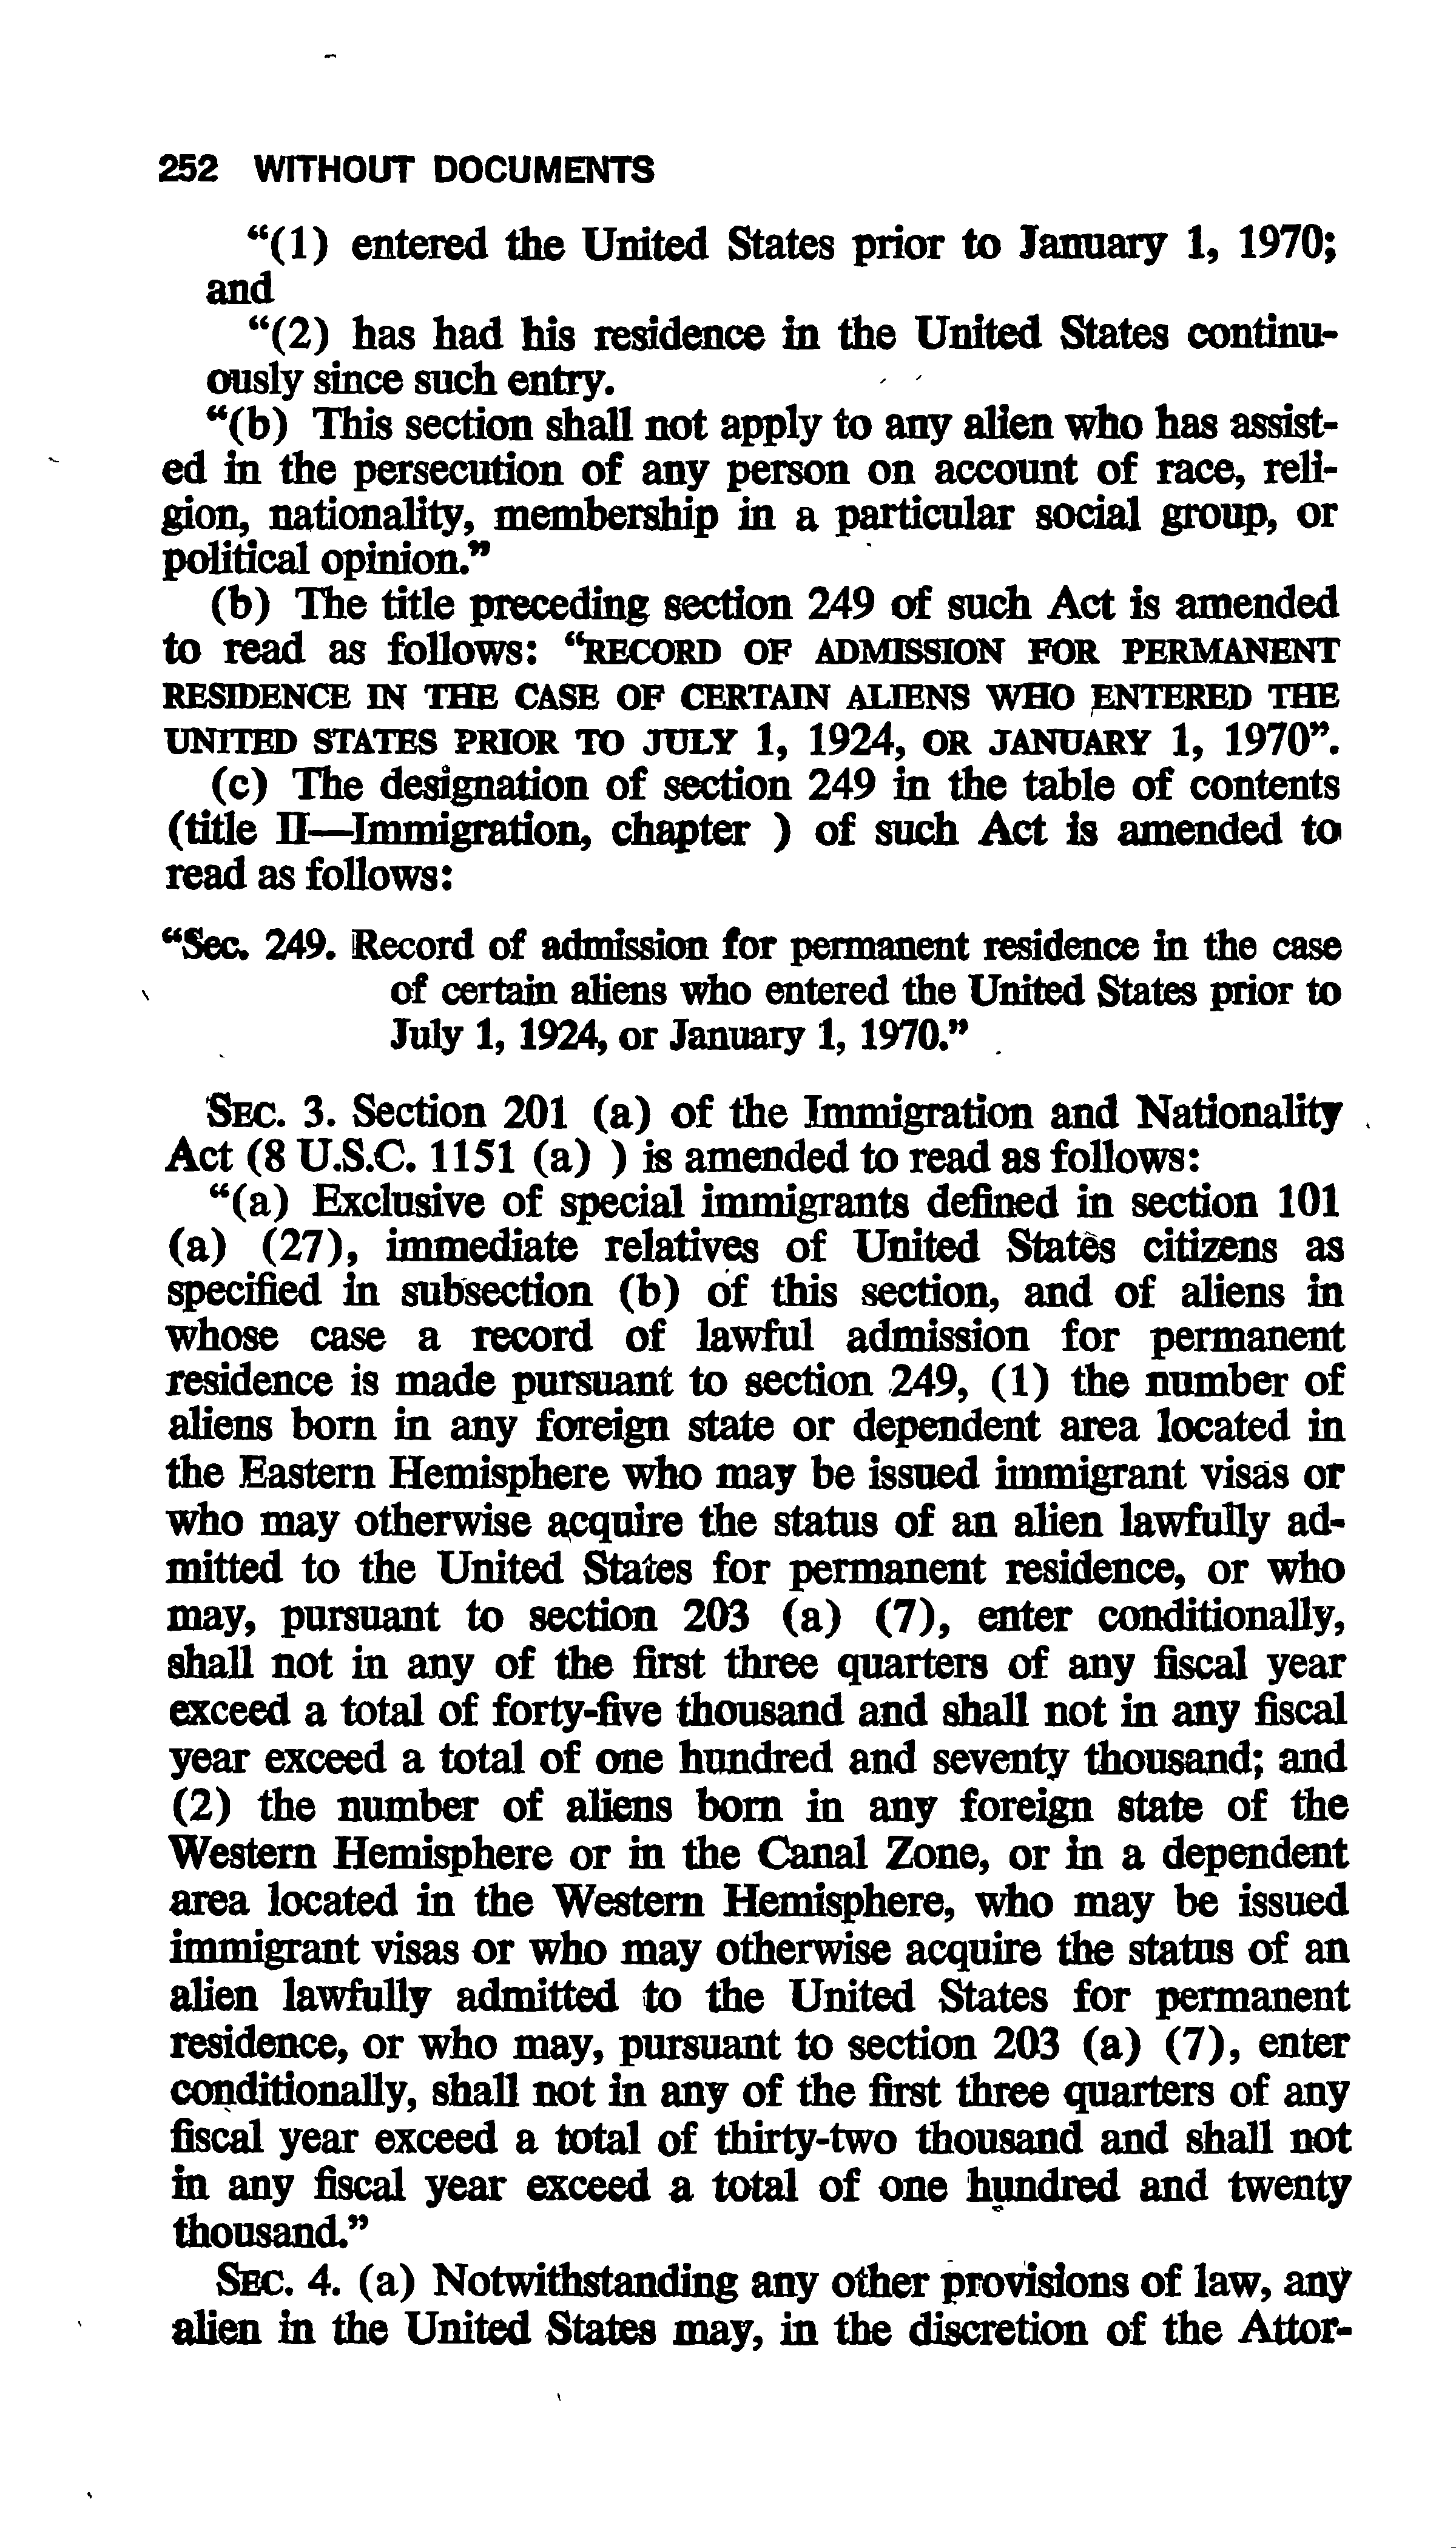 252 WITHOUT DOCUMENTS
“(1) entered the United States prior to January 1, 1970;
and
“(2) has had his residence in the United States continu-
ously since such entry.
“(b) This section shall not apply to any alien who has assist-
ed in the persecution of any person on account of race, reli-
gion, nationality, membership in a particular social group, or
political opinion.”
(b) The title preceding section 249 of such Act is amended
to read as follows: “RECORD OF ADMISSION FOR PERMANENT
RESIDENCE IN THE CASE OF CERTAIN ALIENS WHO ENTERED THE
UNITED STATES PRIOR TO JULY 1, 1924, OR JANUARY 1, 1970”.
(c) The designation of section 249 in the table of contents
(title II—Immigration, chapter ) of such Act is amended to
read as follows:
“Sec. 249. Record of admission for permanent residence in the case
of certain aliens who entered the United States prior to
July 1, 1924, or January 1, 1970.”
SEC. 3. Section 201 (a) of the Immigration and Nationality
Act (8 U.S.C. 1151 (a) ) is amended to read as follows:
“(a) Exclusive of special immigrants defined in section 101
(a) (27), immediate relatives of United States citizens as
specified in subsection (b) of this section, and of aliens in
whose case a record of lawful admission for permanent
residence is made pursuant to section 249, (1) the number of
aliens born in any foreign state or dependent area located in
the Eastern Hemisphere who may be issued immigrant visas or
who may otherwise acquire the status of an alien lawfully ad-
mitted to the United States for permanent residence, or who
may, pursuant to section 203 (a) (7), enter conditionally,
shall not in any of the first three quarters of any fiscal year
exceed a total of forty-five thousand and shall not in any fiscal
year exceed a total of one hundred and seventy thousand; and
(2) the number of aliens born in any foreign state of the
Western Hemisphere or in the Canal Zone, or in a dependent
area located in the Western Hemisphere, who may be issued
immigrant visas or who may otherwise acquire the status of an
alien lawfully admitted to the United States for permanent
residence, or who may, pursuant to section 203 (a) (7), enter
conditionally, shall not in any of the first three quarters of any
fiscal year exceed a total of thirty-two thousand and shall not
in any fiscal year exceed a total of one hundred and twenty
thousand.”
SEC. 4. (a) Notwithstanding any other provisions of law, any
alien in the United States may, in the discretion of the Attor-